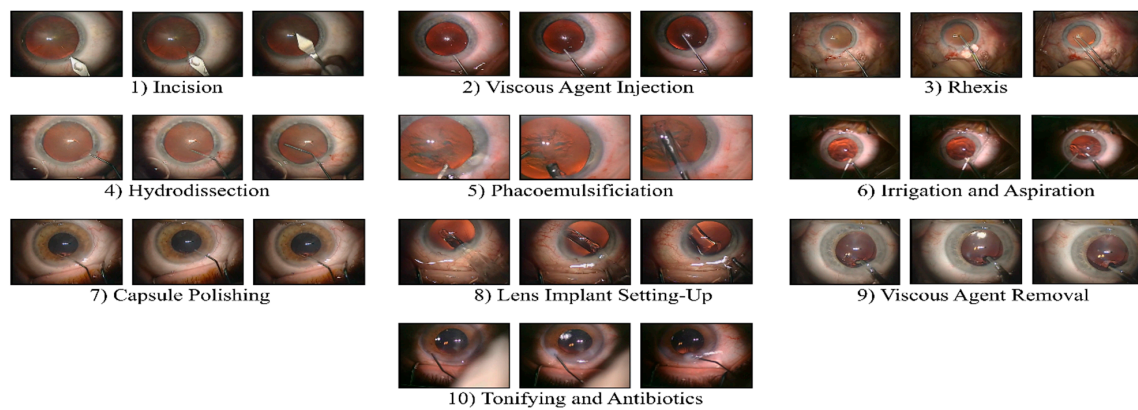 1) Incision
2) Viscous Agent Injection
3) Rhexis
4) Hydrodissection
5) Phacoemulsificiation
6) Irrigation and Aspiration
7) Capsule Polishing
8) Lens Implant Setting-Up
9) Viscous Agent Removal
10) Tonifying and Antibiotics